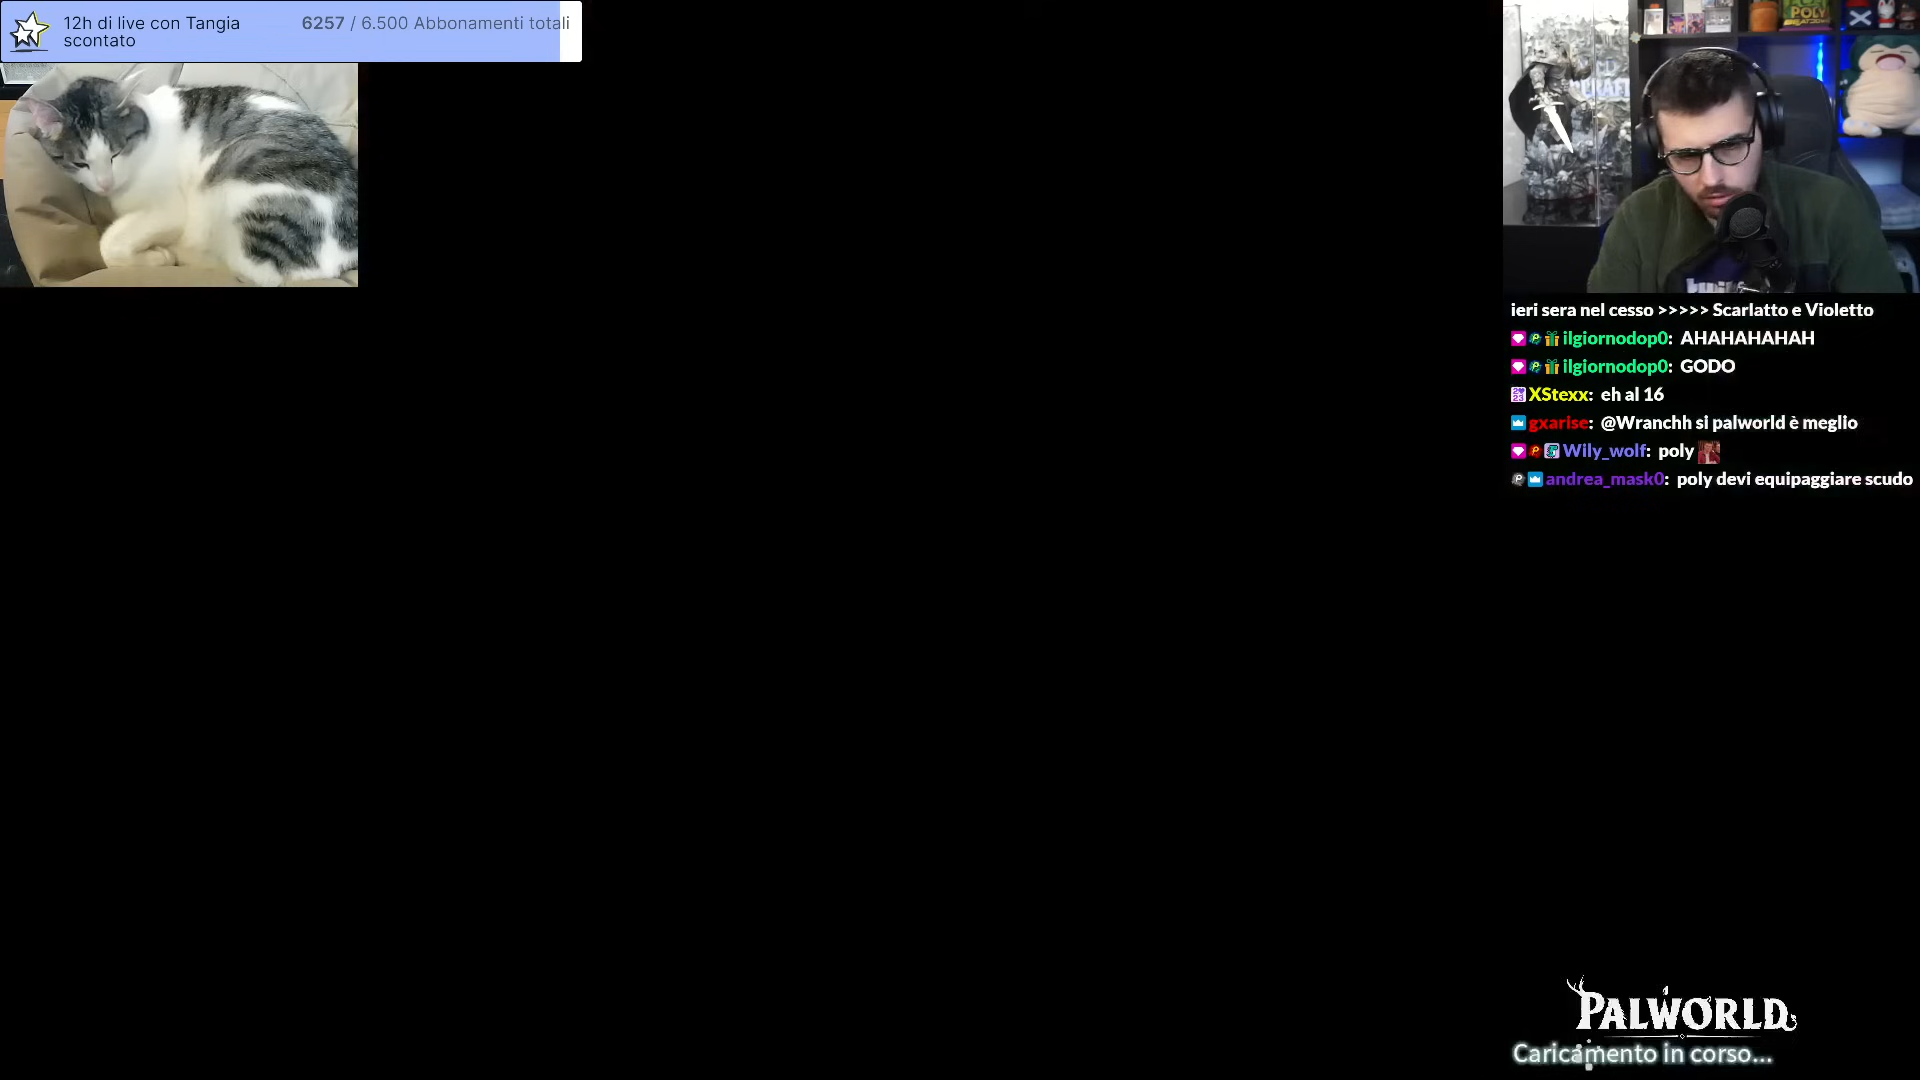 12h di live con Tangia
scontato
6257 / 6.500 Abbonamenti totali
POLY
ieri sera nel cesso >>>>> Scarlatto e Violetto
ilgiornodop0: AHAHAHAHAH
ilgiornodop0: GODO
XStexx: eh al 16
gxarise: @Wranchh si palworld è meglio
Wily_wolf: poly
andrea_mask0: poly devi equipaggiare scudo
PALWORLD
Caricamento in corso...